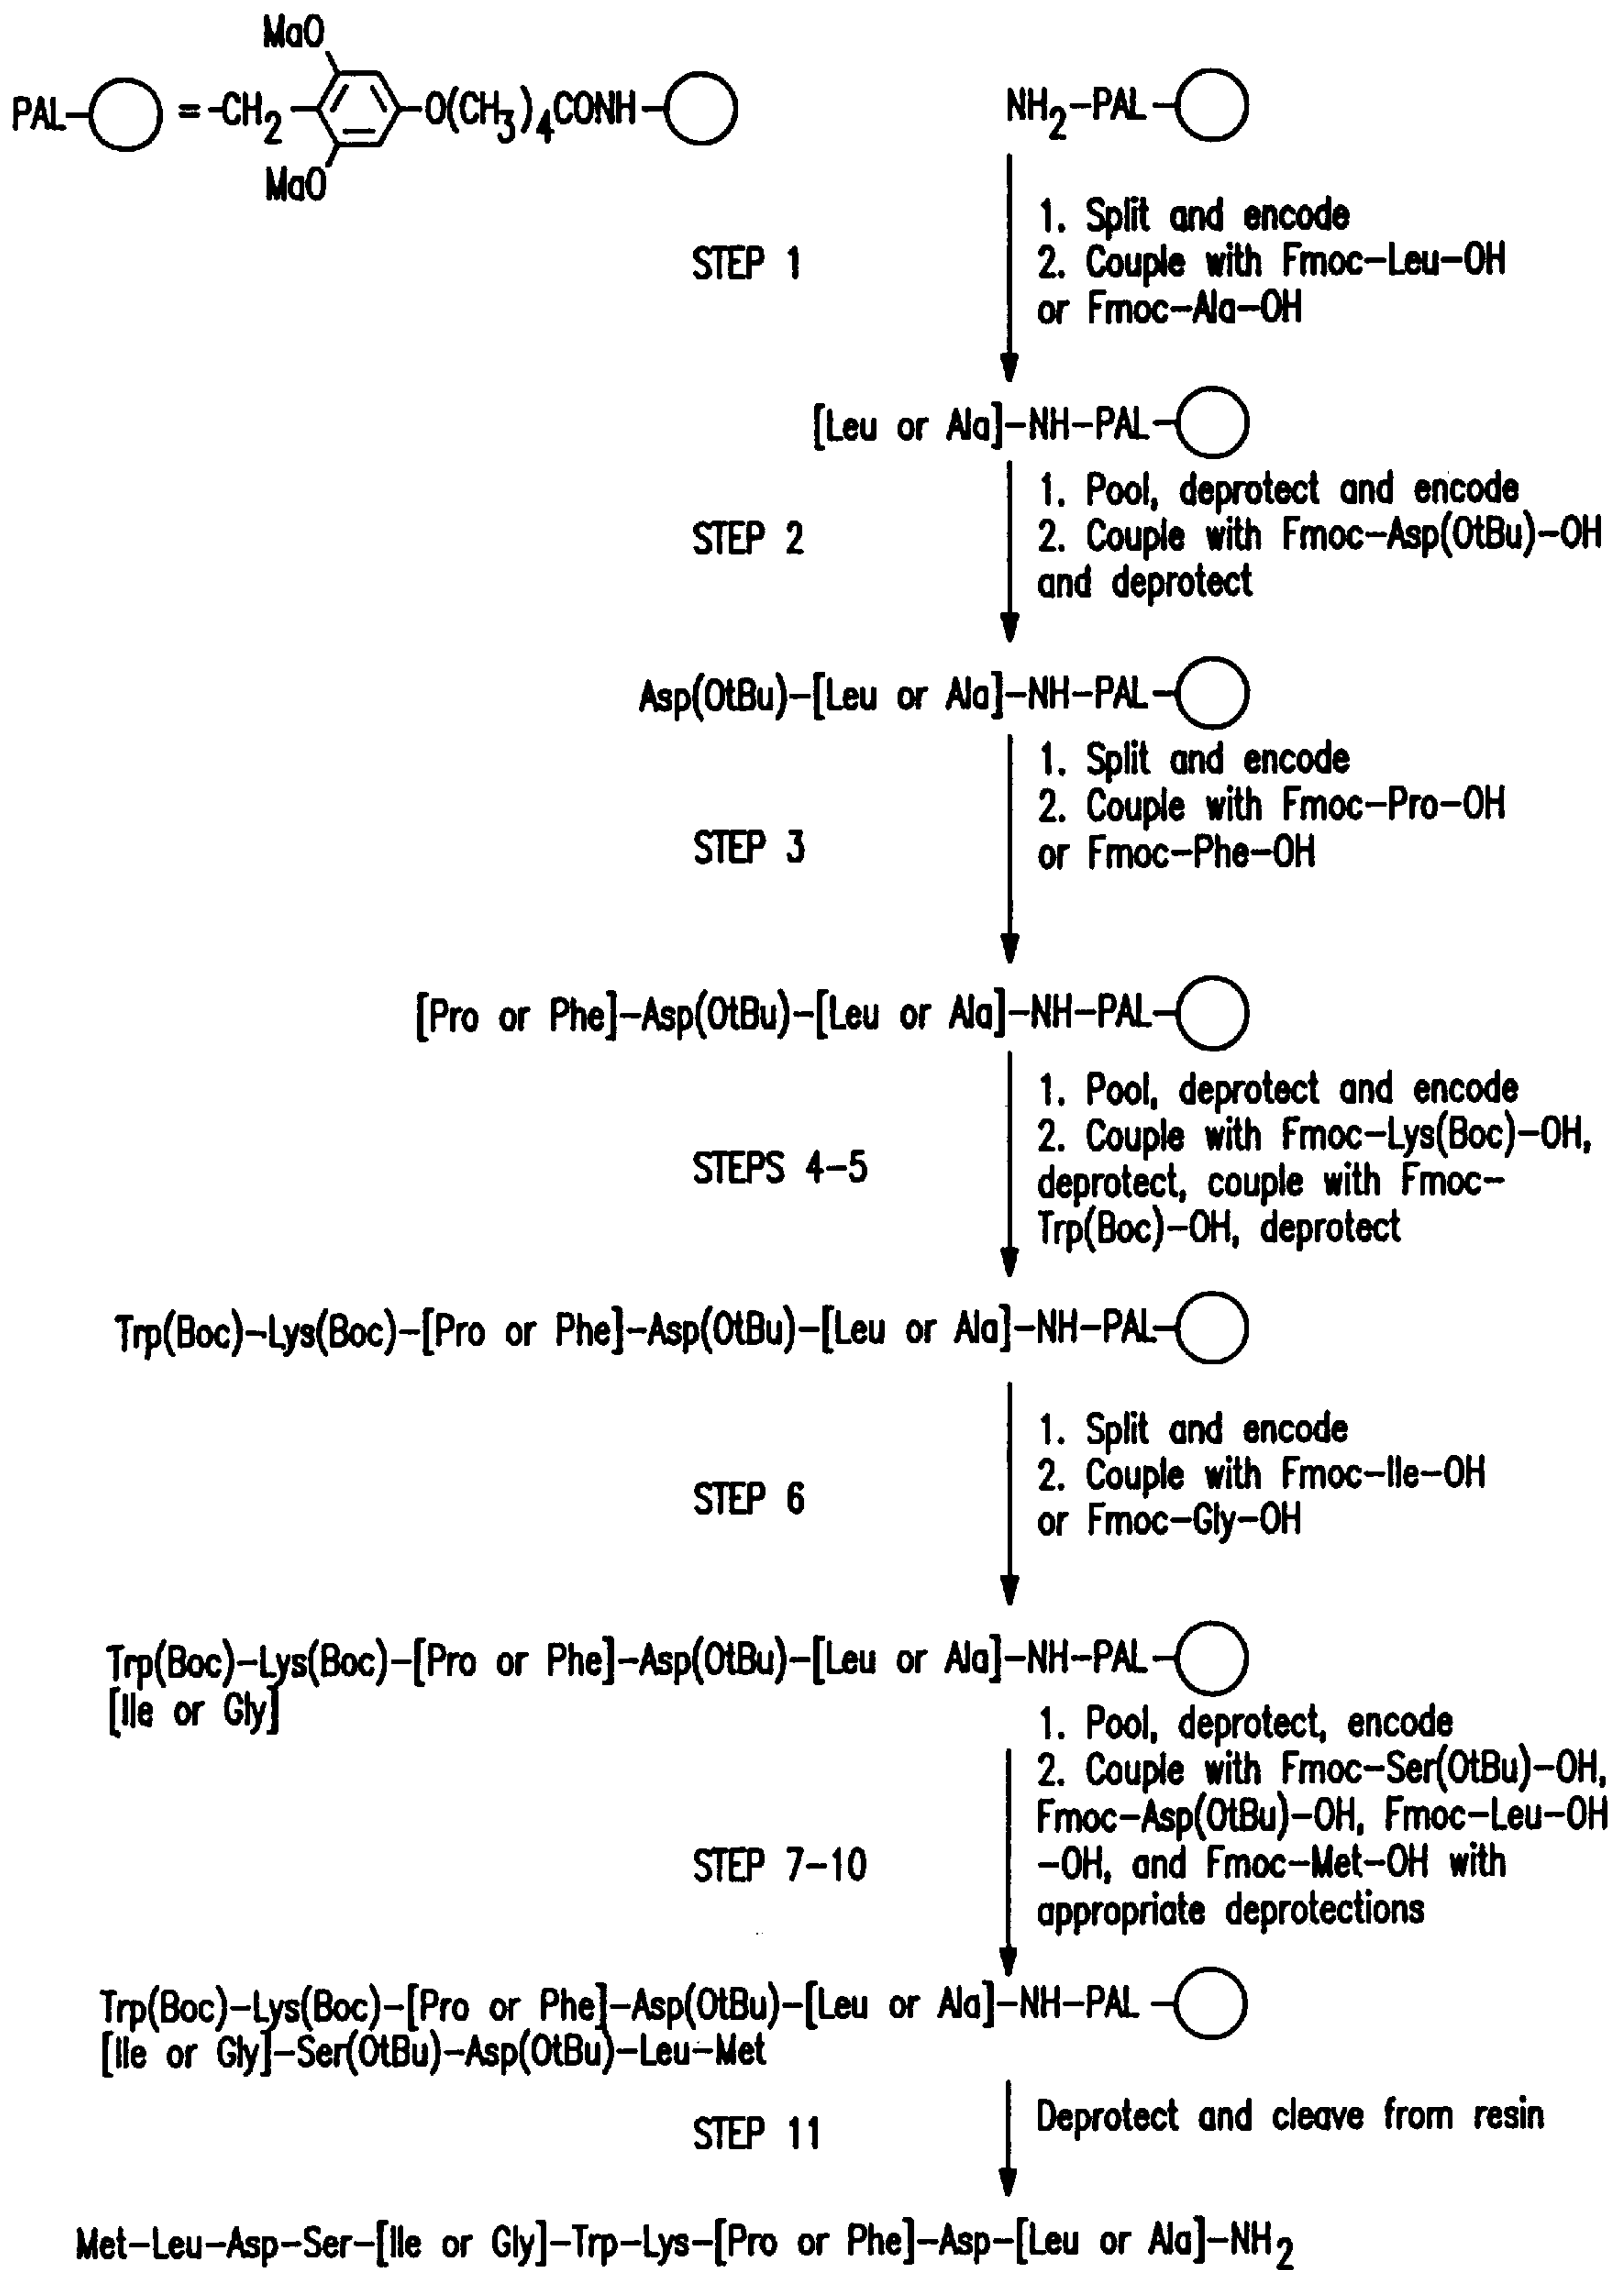 MaO
PAL-◯ = -CH2-O(CH3)4CONH-◯
MaO
NH2-PAL-◯
STEP 1
1. Split and encode
2. Couple with Fmoc-Leu-OH
or Fmoc-Ala-OH
[Leu or Ala]-NH-PAL-◯
STEP 2
1. Pool, deprotect and encode
2. Couple with Fmoc-Asp(OtBu)-OH
and deprotect
Asp(OtBu)-[Leu or Ala]-NH-PAL-◯
STEP 3
1. Split and encode
2. Couple with Fmoc-Pro-OH
or Fmoc-Phe-OH
[Pro or Phe]-Asp(OtBu)-[Leu or Ala]-NH-PAL-◯
STEPS 4-5
1. Pool, deprotect and encode
2. Couple with Fmoc-Lys(Boc)-OH,
deprotect, couple with Fmoc-
Trp(Boc)-OH, deprotect
Trp(Boc)-Lys(Boc)-[Pro or Phe]-Asp(OtBu)-[Leu or Ala]-NH-PAL-◯
STEP 6
1. Split and encode
2. Couple with Fmoc-Ile-OH
or Fmoc-Gly-OH
Trp(Boc)-Lys(Boc)-[Pro or Phe]-Asp(OtBu)-[Leu or Ala]-NH-PAL-◯
[Ile or Gly]
STEP 7-10
1. Pool, deprotect, encode
2. Couple with Fmoc-Ser(OtBu)-OH,
Fmoc-Asp(OtBu)-OH, Fmoc-Leu-OH
-OH, and Fmoc-Met-OH with
appropriate deprotections
Trp(Boc)-Lys(Boc)-[Pro or Phe]-Asp(OtBu)-[Leu or Ala]-NH-PAL-◯
[Ile or Gly]-Ser(OtBu)-Asp(OtBu)-Leu-Met
STEP 11
Deprotect and cleave from resin
Met-Leu-Asp-Ser-[Ile or Gly]-Trp-Lys-[Pro or Phe]-Asp-[Leu or Ala]-NH2